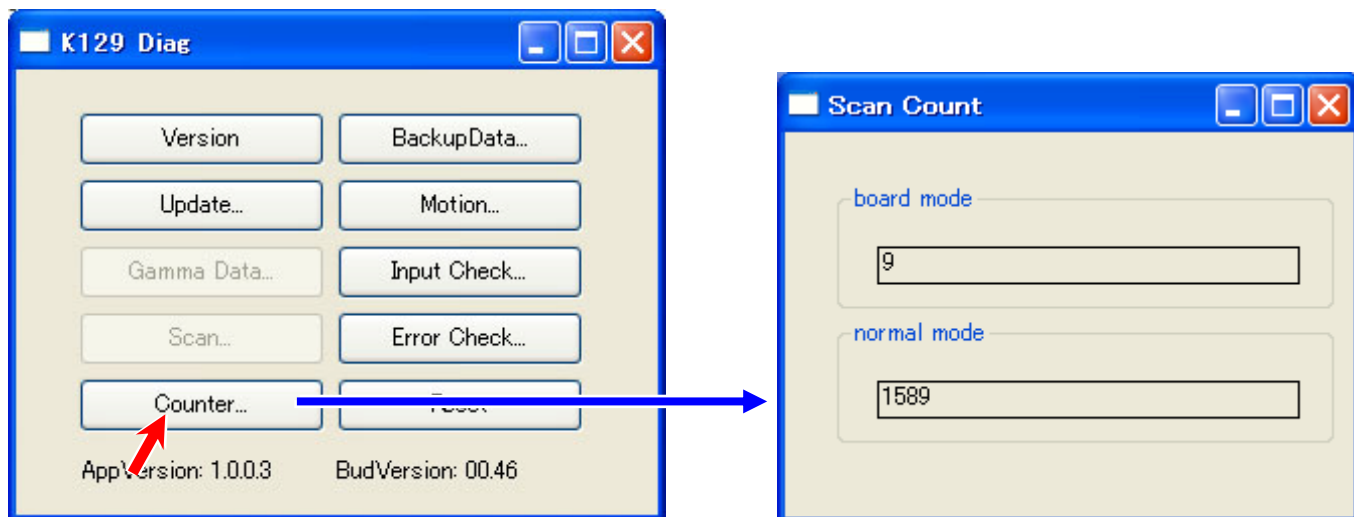 K129 Diag
Version
BackupData...
Update...
Motion...
Gamma Data...
Input Check...
Scan...
Error Check...
Counter...
AppVersion: 1.0.0.3
BudVersion: 00.46
Scan Count
board mode
9
normal mode
1589